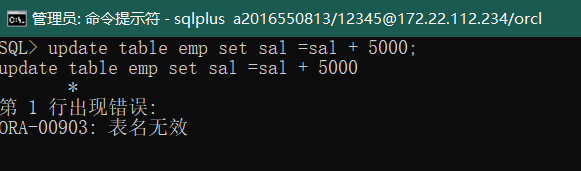 管理员: 命令提示符 - sqlplus  a2016550813/12345@172.22.112.234/orcl
SQL> update table emp set sal =sal + 5000;
update table emp set sal =sal + 5000
       *
第 1 行出现错误:
ORA-00903: 表名无效